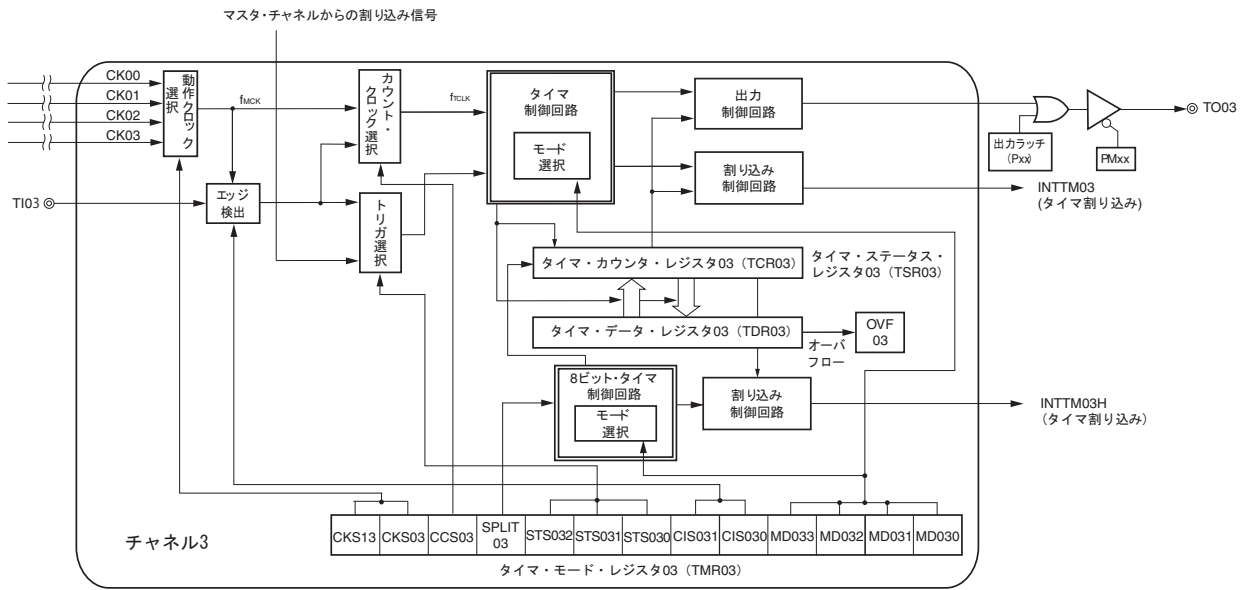 マスタ・チャネルからの割り込み信号
CK00
CK01
CK02
CK03
動作クロック
選択
fMCK
カウント・
クロック選択
fTCLK
タイマ
制御回路
モード
選択
出力
制御回路
TO03
出力ラッチ
(Pxx)
PMxx
割り込み
制御回路
INTTM03
(タイマ割り込み)
TI03
エッジ
検出
トリガ選択
タイマ・カウンタ・レジスタ03（TCR03）
タイマ・ステータス・
レジスタ03（TSR03）
タイマ・データ・レジスタ03（TDR03）
オーバ
フロー
OVF
03
8ビット・タイマ
制御回路
モード
選択
割り込み
制御回路
INTTM03H
(タイマ割り込み)
チャネル3
CKS13 CKS03 CCS03 SPLIT
03 STS032 STS031 STS030 CIS031 CIS030 MD033 MD032 MD031 MD030
タイマ・モード・レジスタ03（TMR03）